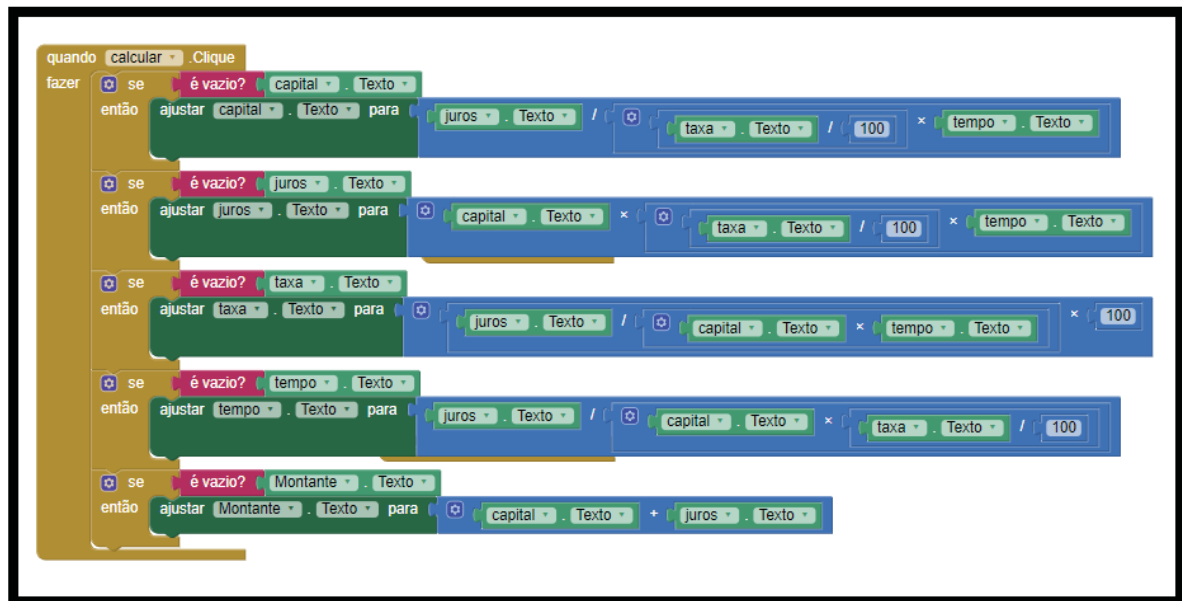 quando calcular .Clique
fazer se é vazio? capital . Texto
então ajustar capital . Texto para juros . Texto / taxa . Texto / 100 × tempo . Texto
se é vazio? juros . Texto
então ajustar juros . Texto para capital . Texto × taxa . Texto / 100 × tempo . Texto
se é vazio? taxa . Texto
então ajustar taxa . Texto para juros . Texto / capital . Texto × tempo . Texto × 100
se é vazio? tempo . Texto
então ajustar tempo . Texto para juros . Texto / capital . Texto × taxa . Texto / 100
se é vazio? Montante . Texto
então ajustar Montante . Texto para capital . Texto + juros . Texto